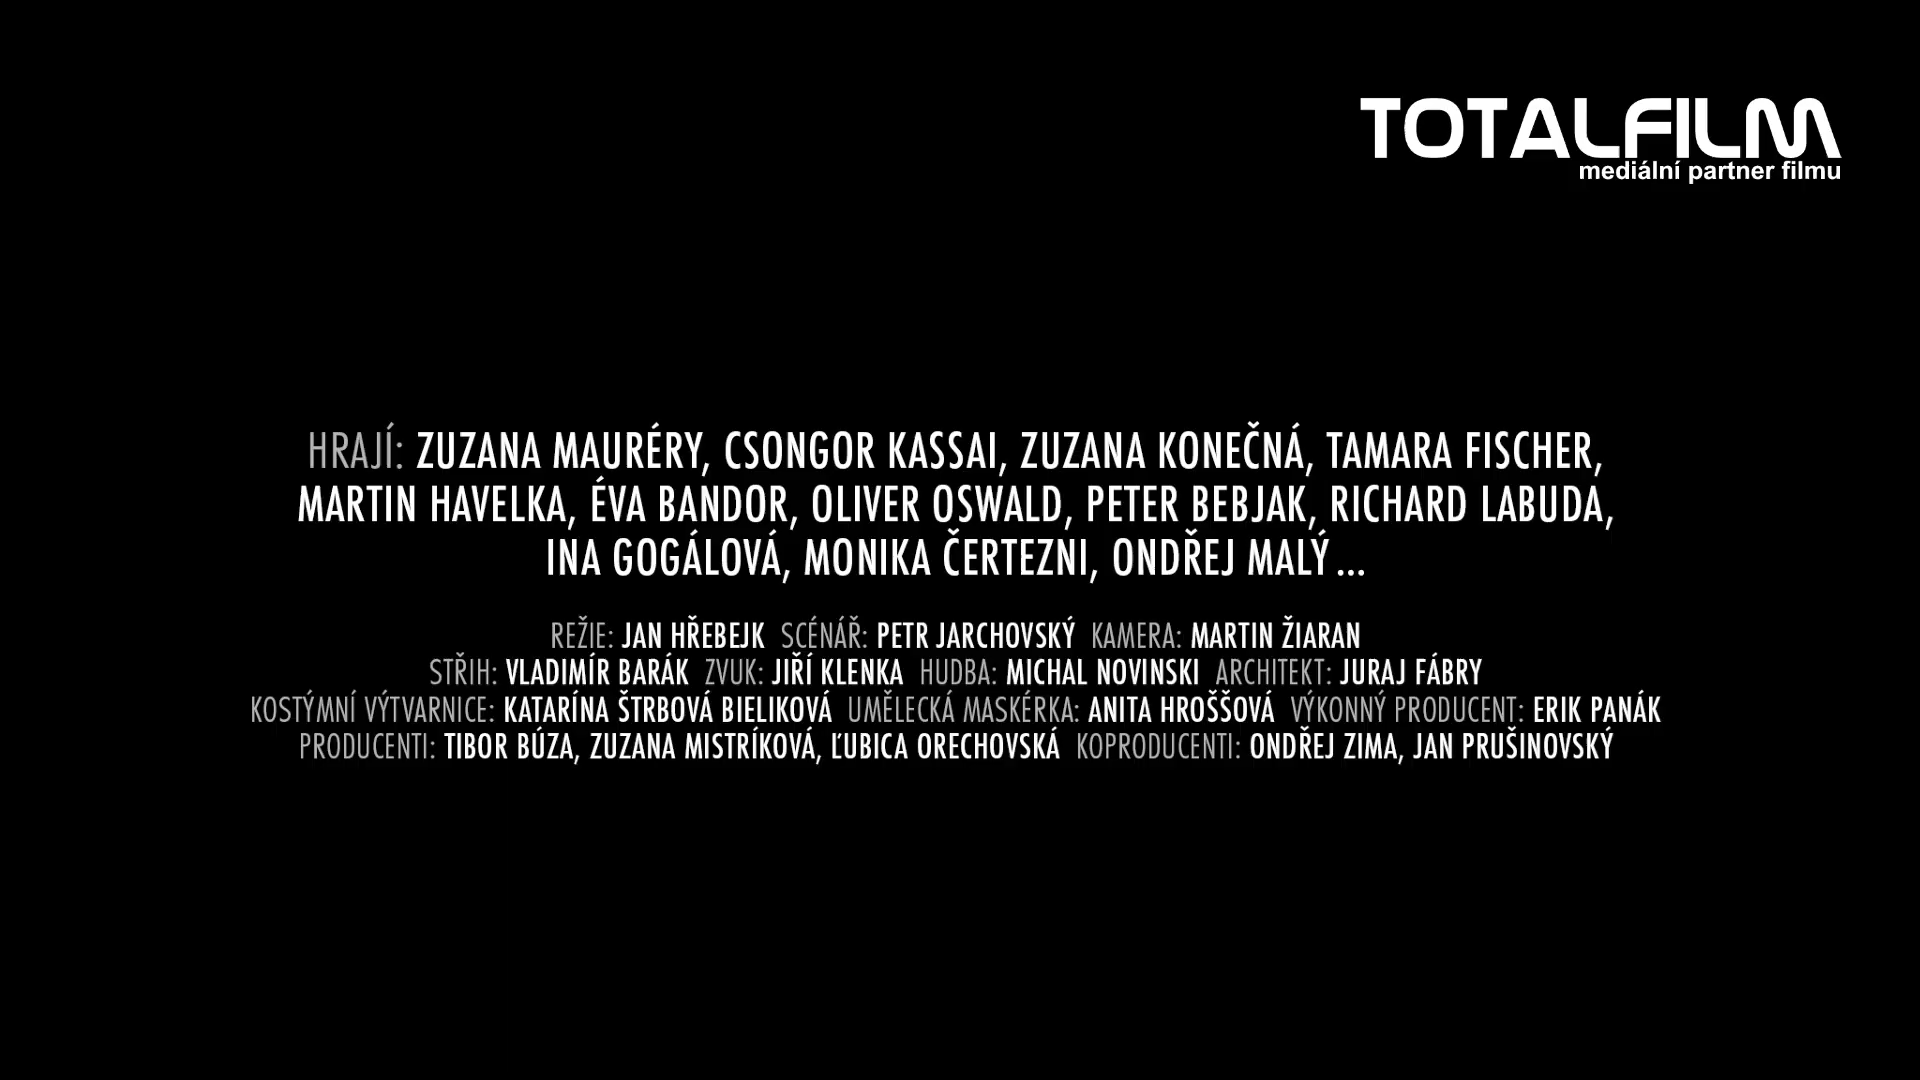 TOTALFILM
mediální partner filmu
HRAJÍ: ZUZANA MAURÉRY, CSONGOR KASSAI, ZUZANA KONEČNÁ, TAMARA FISCHER,
MARTIN HAVELKA, ÉVA BANDOR, OLIVER OSWALD, PETER BEBJAK, RICHARD LABUDA,
INA GOGÁLOVÁ, MONIKA ČERTEZNI, ONDŘEJ MALÝ...
REŽIE: JAN HŘEBEJK SCÉNÁŘ: PETR JARCHOVSKÝ KAMERA: MARTIN ŽIARAN
STŘIH: VLADIMÍR BARÁK ZVUK: JIŘÍ KLENKA HUDBA: MICHAL NOVINSKI ARCHITEKT: JURAJ FÁBRY
KOSTÝMNÍ VÝTVARNICE: KATARÍNA ŠTRBOVÁ BIELIKOVÁ UMĚLECKÁ MASKÉRKA: ANITA HROŠŠOVÁ VÝKONNÝ PRODUCENT: ERIK PANÁK
PRODUCENTI: TIBOR BÚZA, ZUZANA MISTRÍKOVÁ, ĽUBICA ORECHOVSKÁ KOPRODUCENTI: ONDŘEJ ZIMA, JAN PRUŠINOVSKÝ